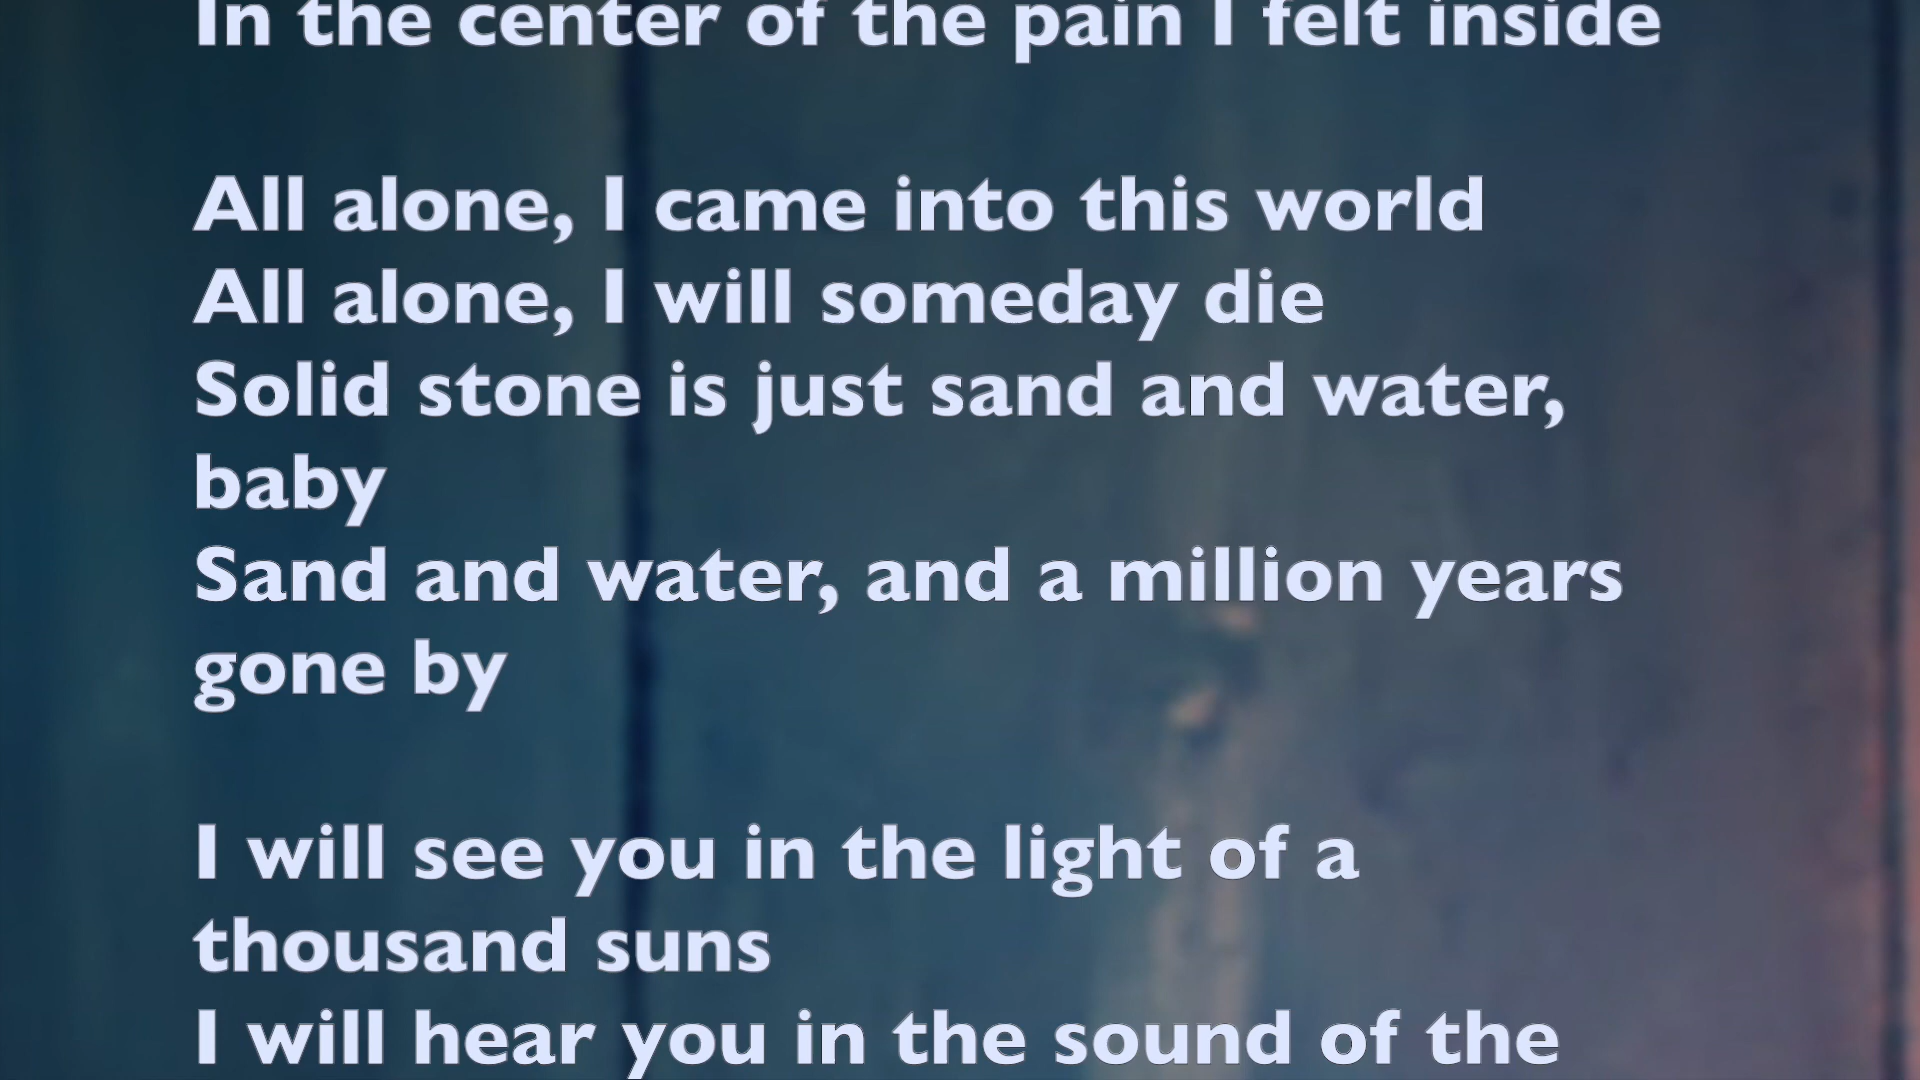 In the center of the pain I felt inside
All alone, I came into this world
All alone, I will someday die
Solid stone is just sand and water,
baby
Sand and water, and a million years
gone by
I will see you in the light of a
thousand suns
I will hear you in the sound of the